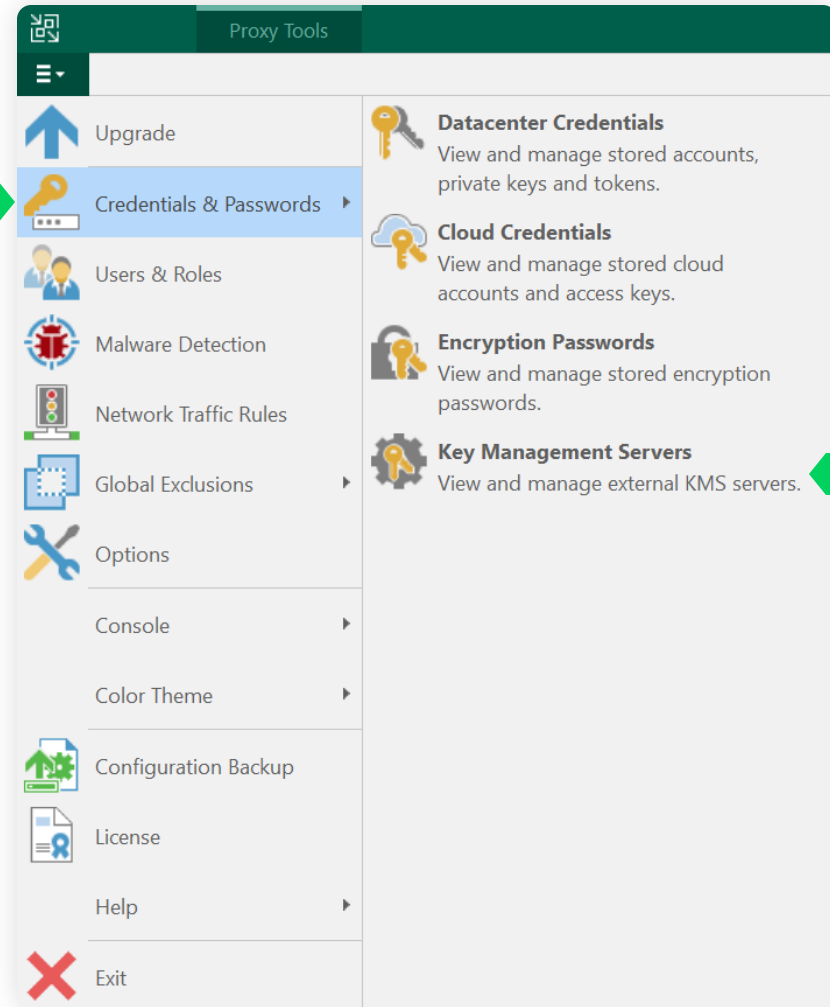 Proxy Tools
Upgrade
Credentials & Passwords
Users & Roles
Malware Detection
Network Traffic Rules
Global Exclusions
Options
Console
Color Theme
Configuration Backup
License
Help
Exit
Datacenter Credentials
View and manage stored accounts,
private keys and tokens.
Cloud Credentials
View and manage stored cloud
accounts and access keys.
Encryption Passwords
View and manage stored encryption
passwords.
Key Management Servers
View and manage external KMS servers.